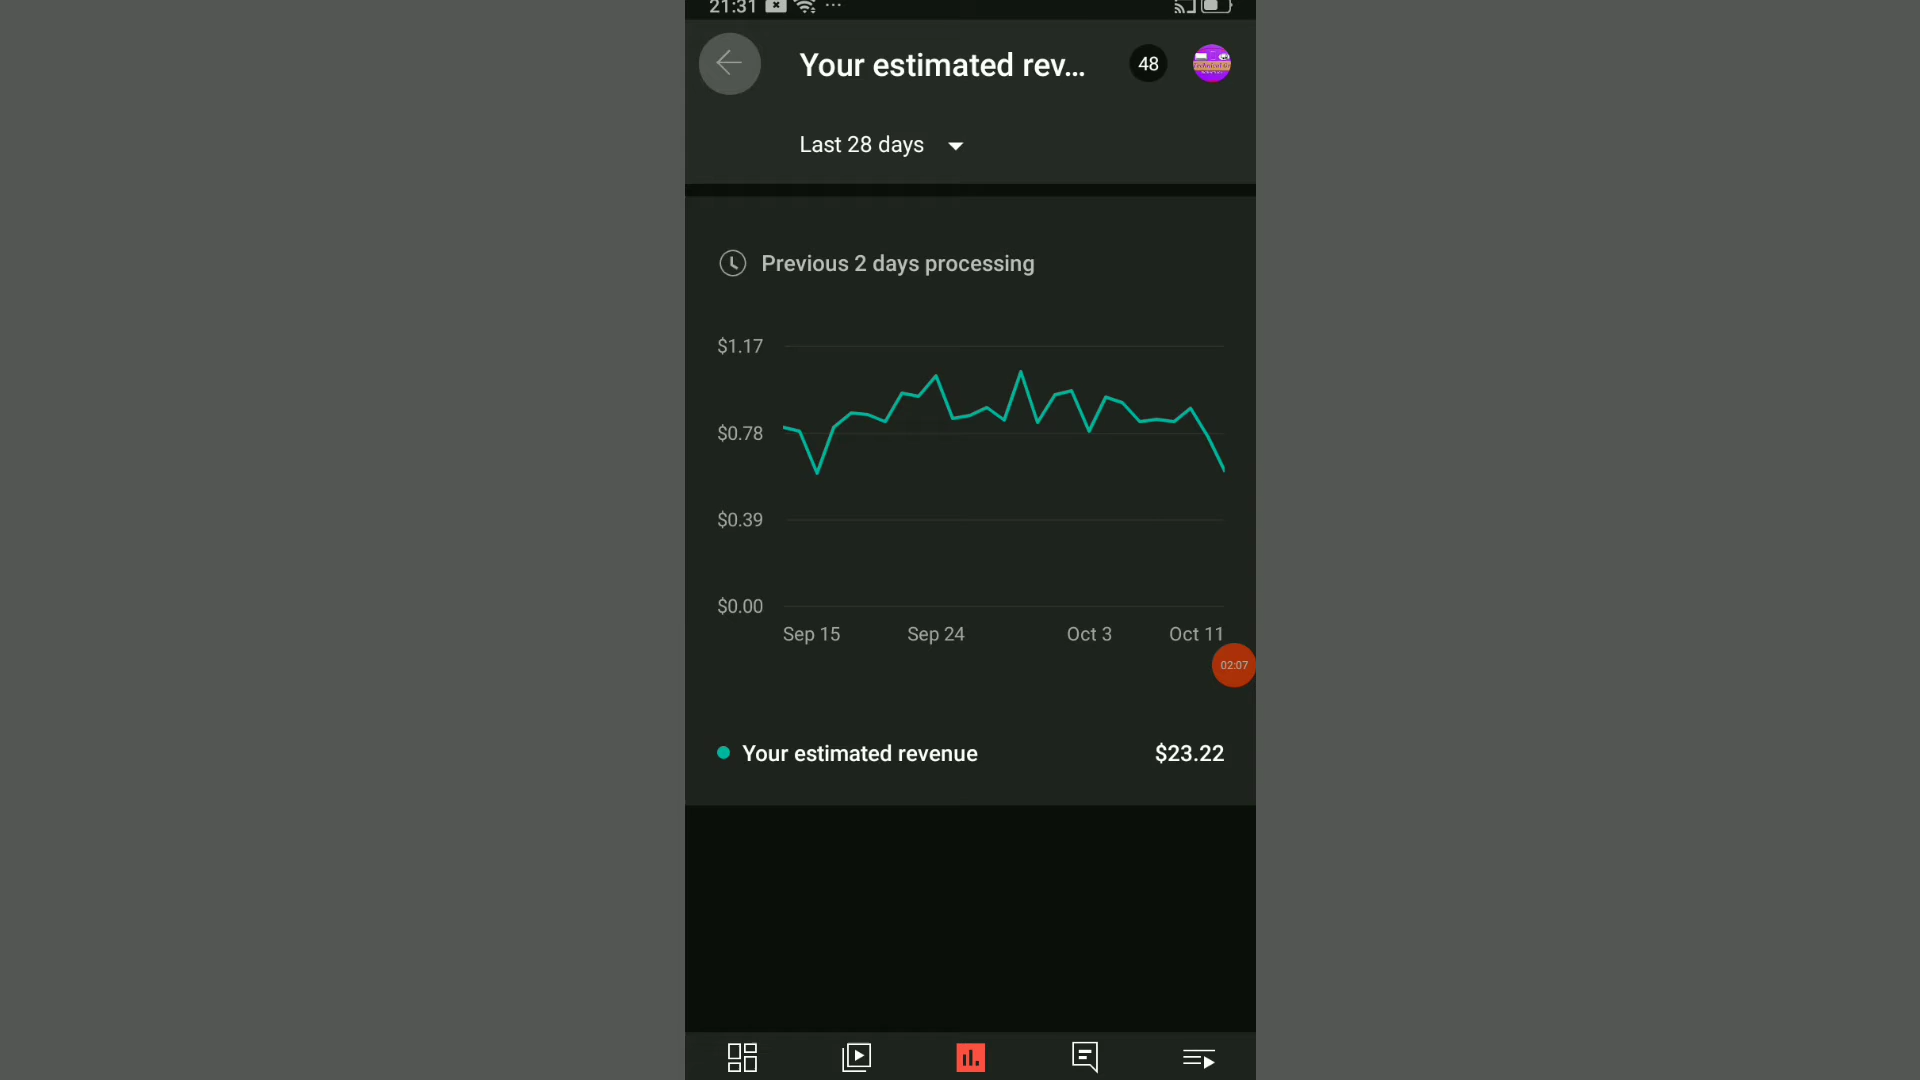 21:31
Your estimated rev...
48
Last 28 days
Previous 2 days processing
$1.17
$0.78
$0.39
$0.00
Sep 15 Sep 24 Oct 3 Oct 11
02:07
Your estimated revenue $23.22